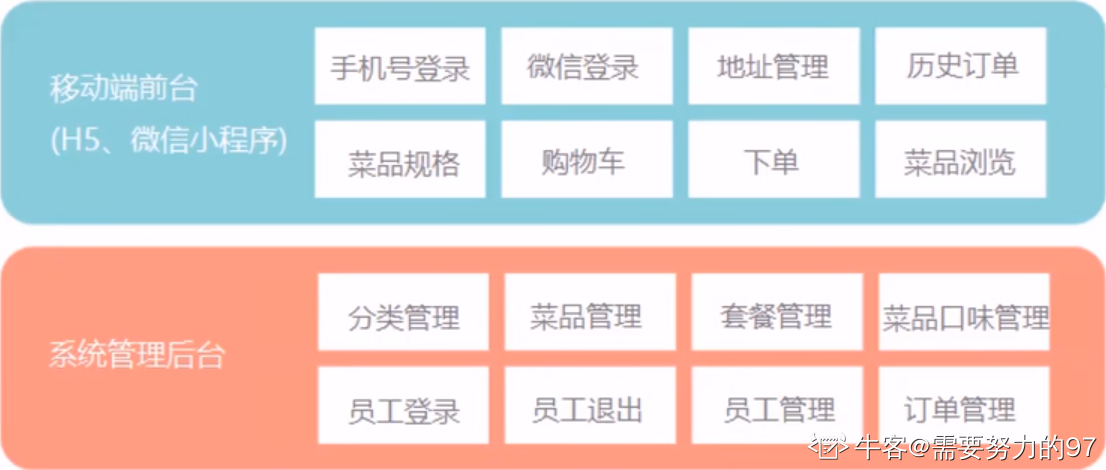 移动端前台
(H5、微信小程序)
手机号登录
微信登录
地址管理
历史订单
菜品规格
购物车
下单
菜品浏览
系统管理后台
分类管理
菜品管理
套餐管理
菜品口味管理
员工登录
员工退出
员工管理
订单管理
牛客@需要努力的97